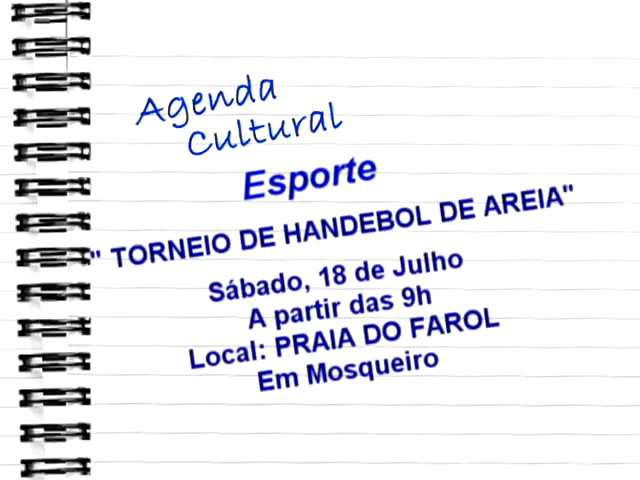 Agenda
Cultural
Esporte
" TORNEIO DE HANDEBOL DE AREIA"
Sábado, 18 de Julho
A partir das 9h
Local: PRAIA DO FAROL
Em Mosqueiro